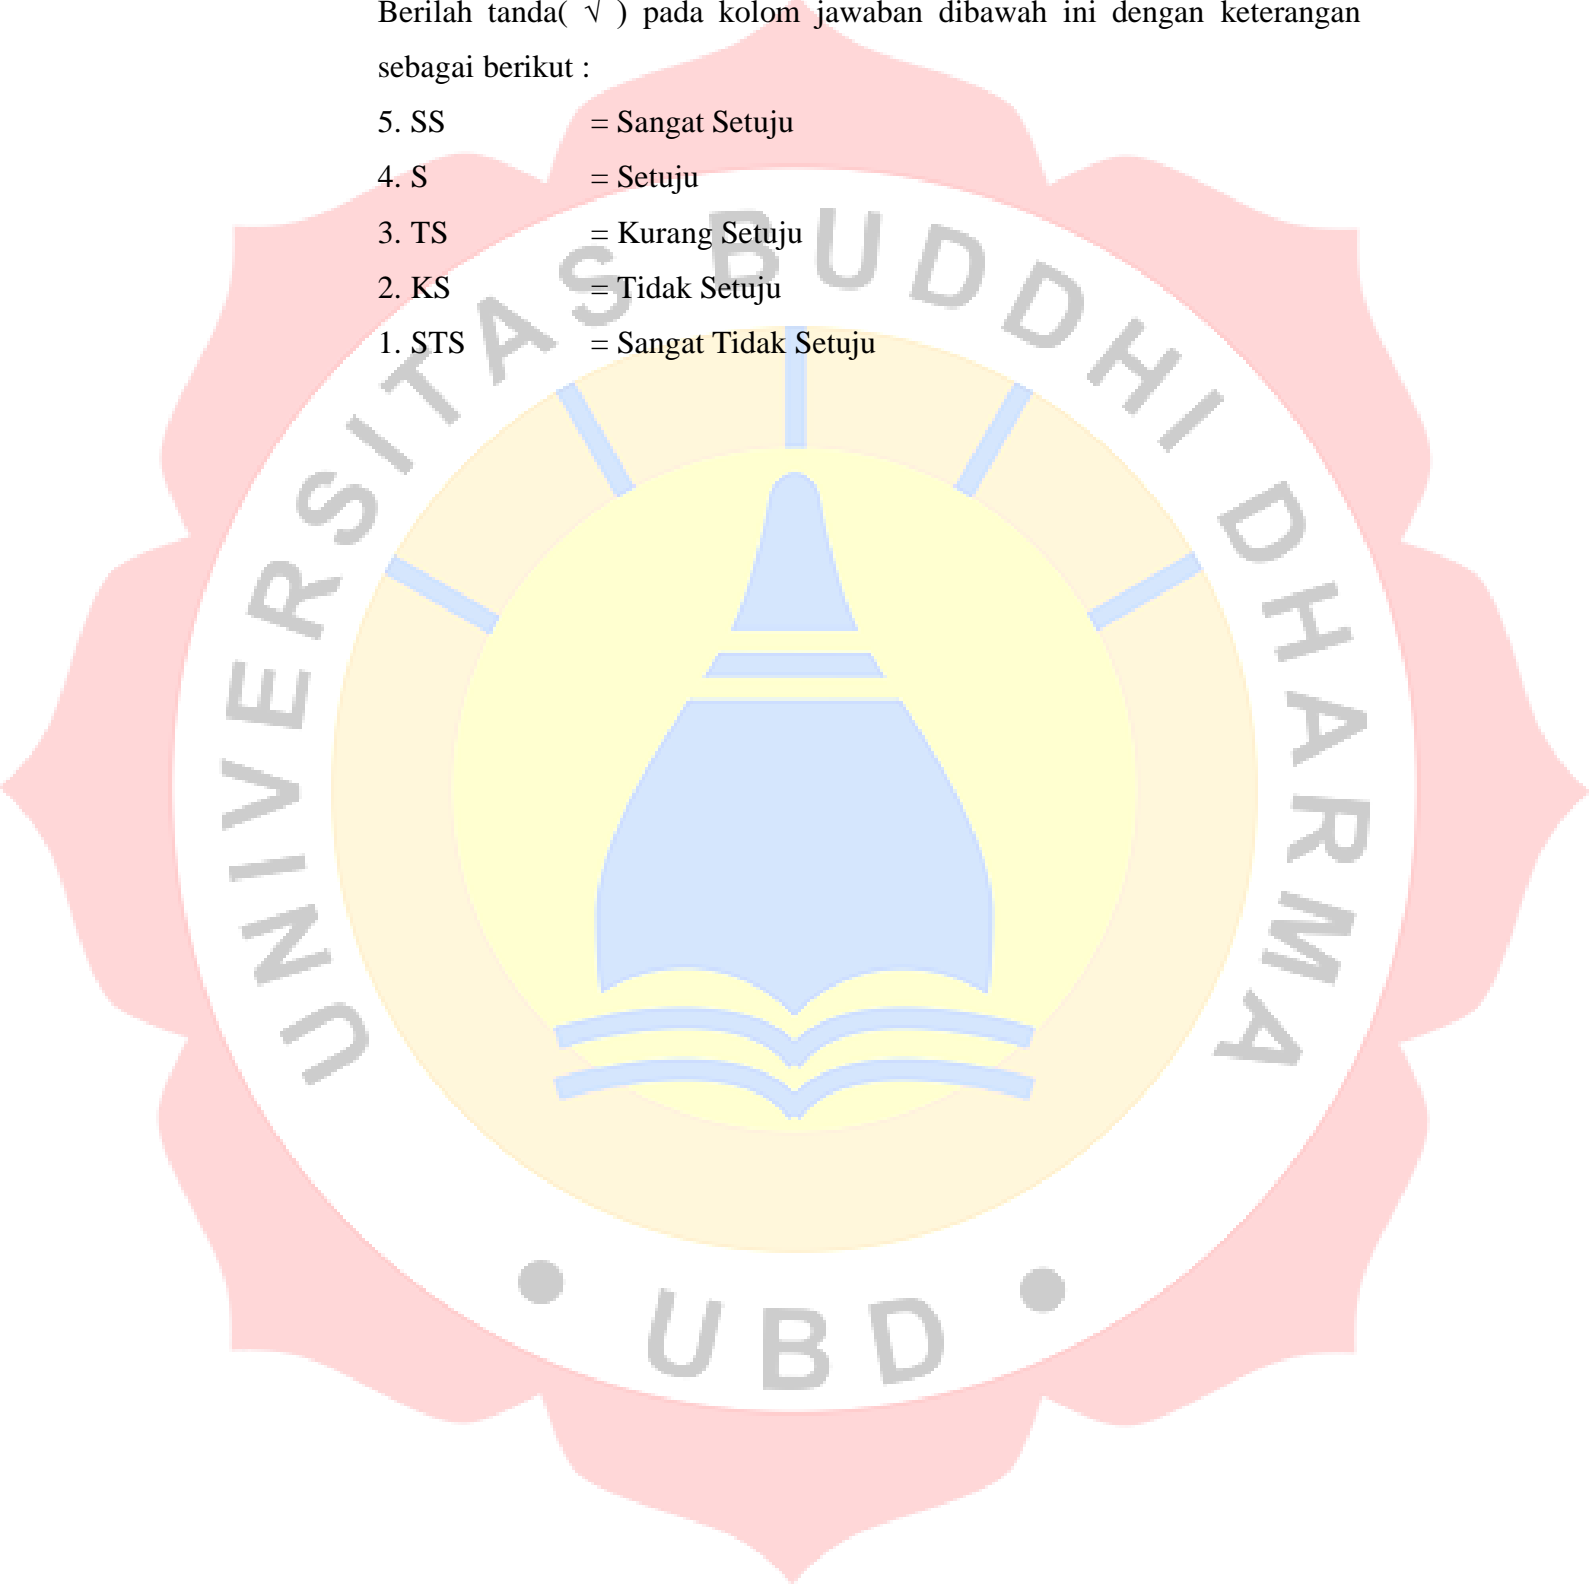 Berilah tanda( √ ) pada kolom jawaban dibawah ini dengan keterangan
sebagai berikut :
5. SS = Sangat Setuju
4. S = Setuju
3. TS = Kurang Setuju
2. KS = Tidak Setuju
1. STS = Sangat Tidak Setuju
UNIVERSITAS BUDDHI DHARMA
• UBD •